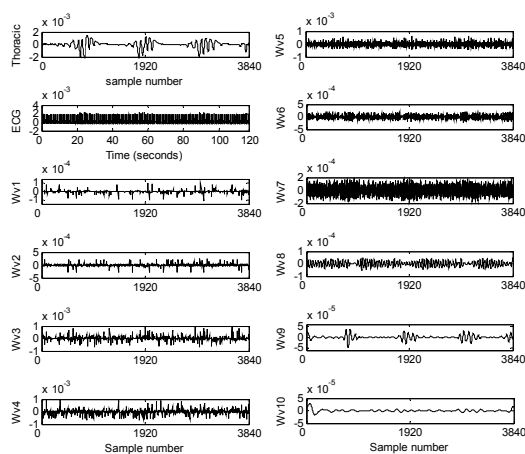 x 10-3
Thoracic
2
0
-2
0 1920 3840
sample number
x 10-3
ECG
4
2
0
-2
0 20 40 60 80 100 120
Time (seconds)
x 10-4
Wv1
1
0
-1
0 1920 3840
x 10-4
Wv2
5
0
-5
0 1920 3840
x 10-3
Wv3
1
0
-1
0 1920 3840
x 10-3
Wv4
1
0
-1
0 1920 3840
Sample number
x 10-3
Wv5
1
0
-1
0 1920 3840
x 10-4
Wv6
5
0
-5
0 1920 3840
x 10-4
Wv7
2
0
-2
0 1920 3840
x 10-4
Wv8
1
0
-1
0 1920 3840
x 10-5
Wv9
5
0
-5
0 1920 3840
x 10-5
Wv10
5
0
-5
0 1920 3840
Sample number